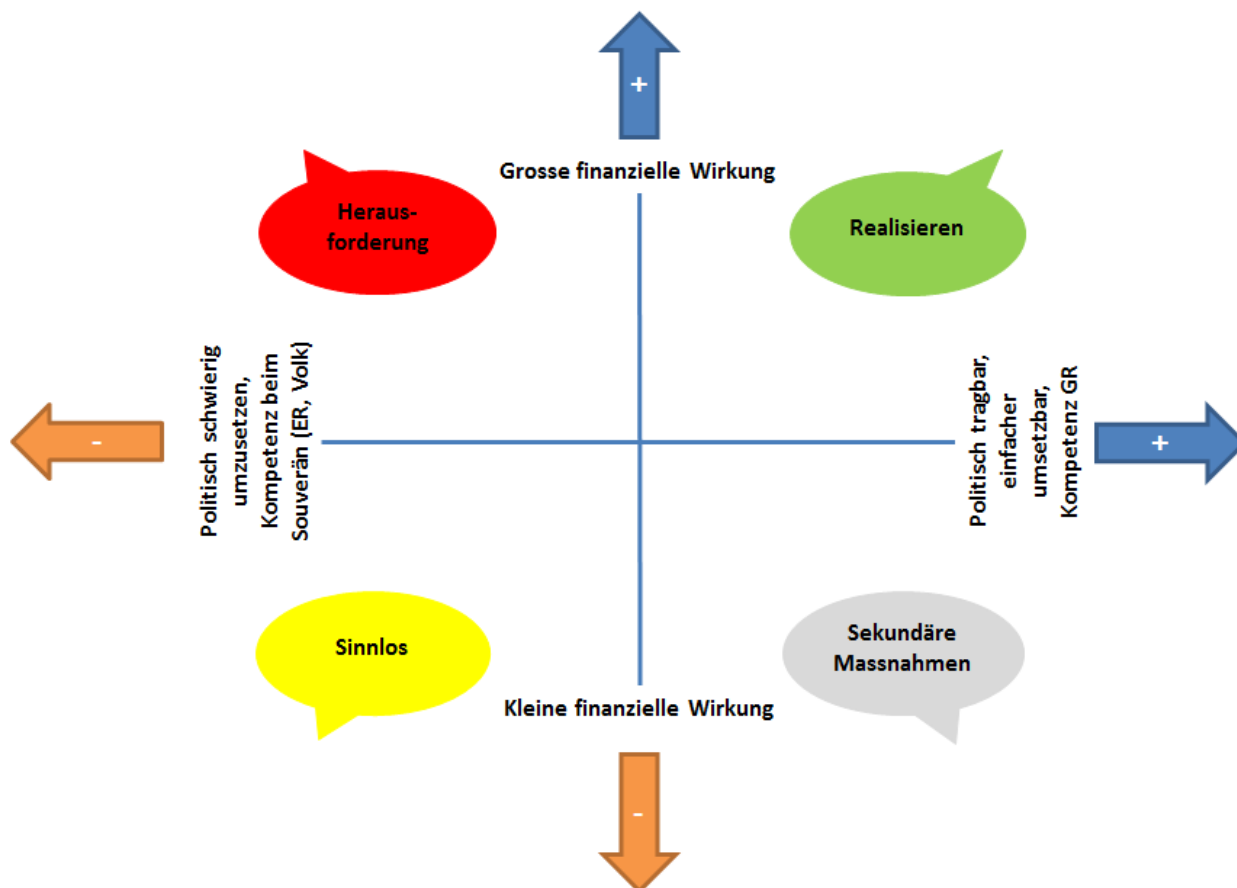 +
Grosse finanzielle Wirkung
Heraus-
forderung
Realisieren
-
Politisch schwierig
umzusetzen,
Kompetenz beim
Souverän (ER, Volk)
Politisch tragbar,
einfacher
umsetzbar,
Kompetenz GR
+
Sinnlos
Sekundäre
Massnahmen
Kleine finanzielle Wirkung
-